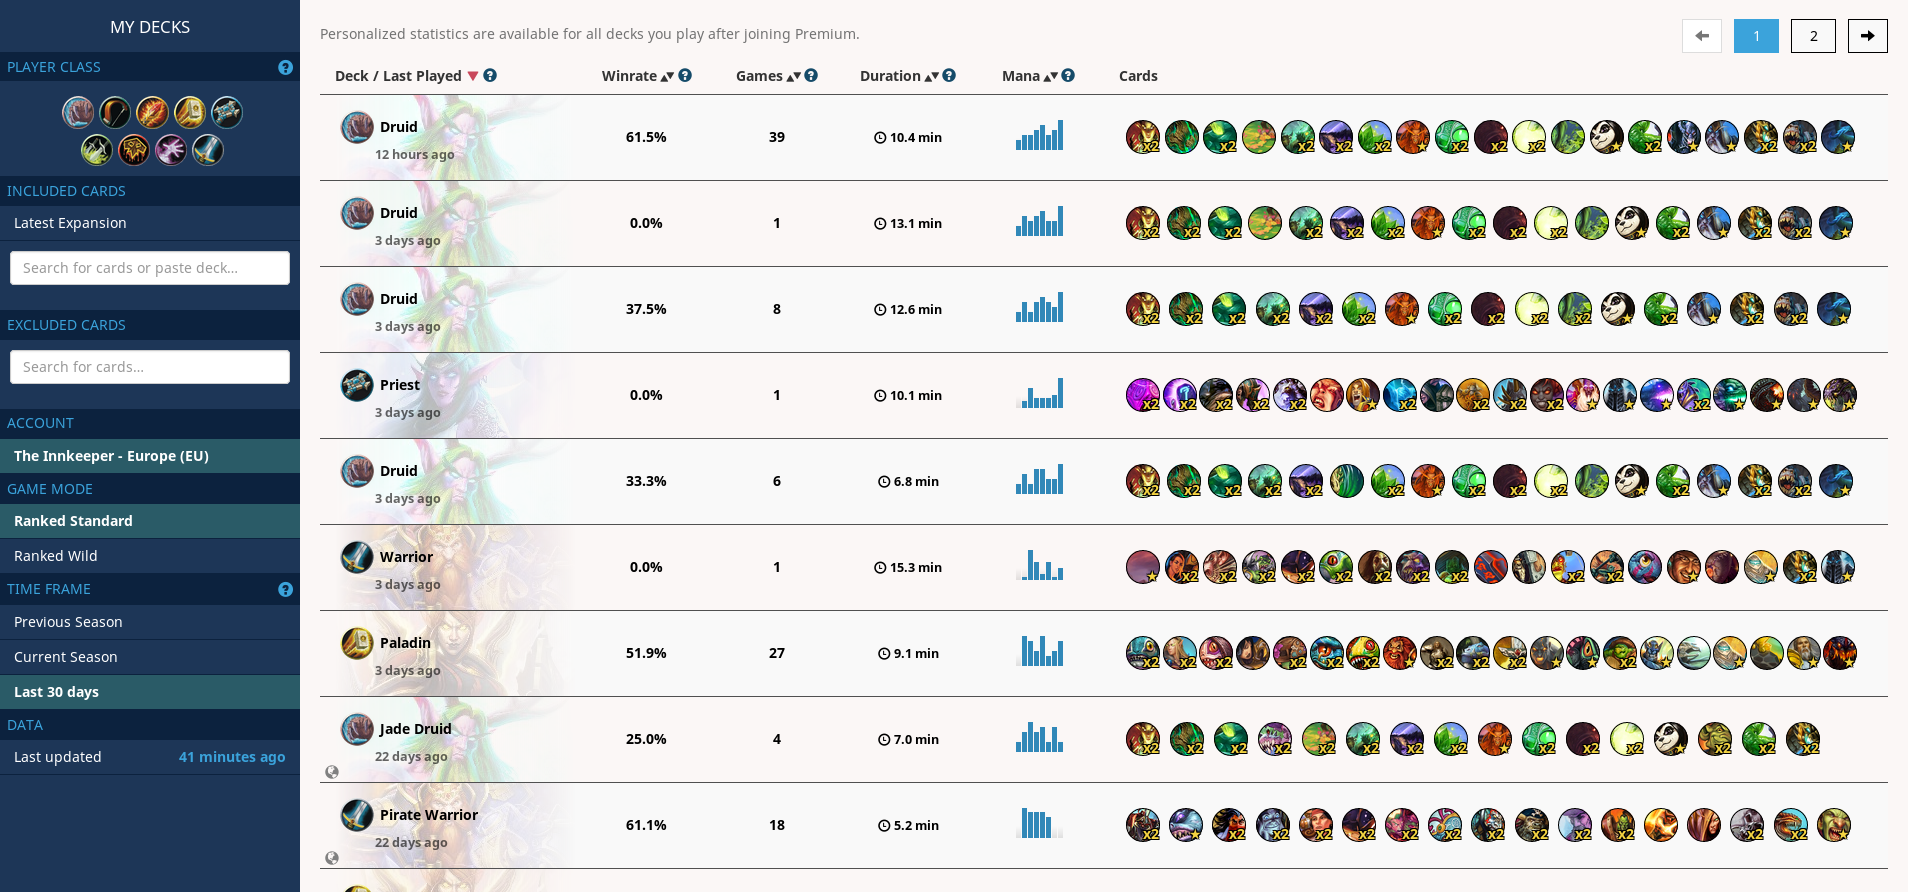 MY DECKS
PLAYER CLASS
INCLUDED CARDS
Latest Expansion
Search for cards or paste deck...
EXCLUDED CARDS
Search for cards...
ACCOUNT
The Innkeeper - Europe (EU)
GAME MODE
Ranked Standard
Ranked Wild
TIME FRAME
Previous Season
Current Season
Last 30 days
DATA
Last updated 41 minutes ago
Personalized statistics are available for all decks you play after joining Premium.
1 2
Deck / Last Played Winrate Games Duration Mana Cards
Druid
12 hours ago
61.5% 39 10.4 min
x2 x2 x2 x2 x2 x2 x2 x2 x2 x2 x2
Druid
3 days ago
0.0% 1 13.1 min
x2 x2 x2 x2 x2 x2 x2 x2 x2 x2 x2 x2
Druid
3 days ago
37.5% 8 12.6 min
x2 x2 x2 x2 x2 x2 x2 x2 x2 x2 x2 x2 x2
Priest
3 days ago
0.0% 1 10.1 min
x2 x2 x2 x2 x2 x2 x2 x2 x2 x2
Druid
3 days ago
33.3% 6 6.8 min
x2 x2 x2 x2 x2 x2 x2 x2 x2 x2 x2 x2
Warrior
3 days ago
0.0% 1 15.3 min
x2 x2 x2 x2 x2 x2 x2 x2 x2 x2 x2 x2
Paladin
3 days ago
51.9% 27 9.1 min
x2 x2 x2 x2 x2 x2 x2 x2 x2 x2 x2
Jade Druid
22 days ago
25.0% 4 7.0 min
x2 x2 x2 x2 x2 x2 x2 x2 x2 x2 x2 x2 x2 x2
Pirate Warrior
22 days ago
61.1% 18 5.2 min
x2 x2 x2 x2 x2 x2 x2 x2 x2 x2 x2 x2 x2